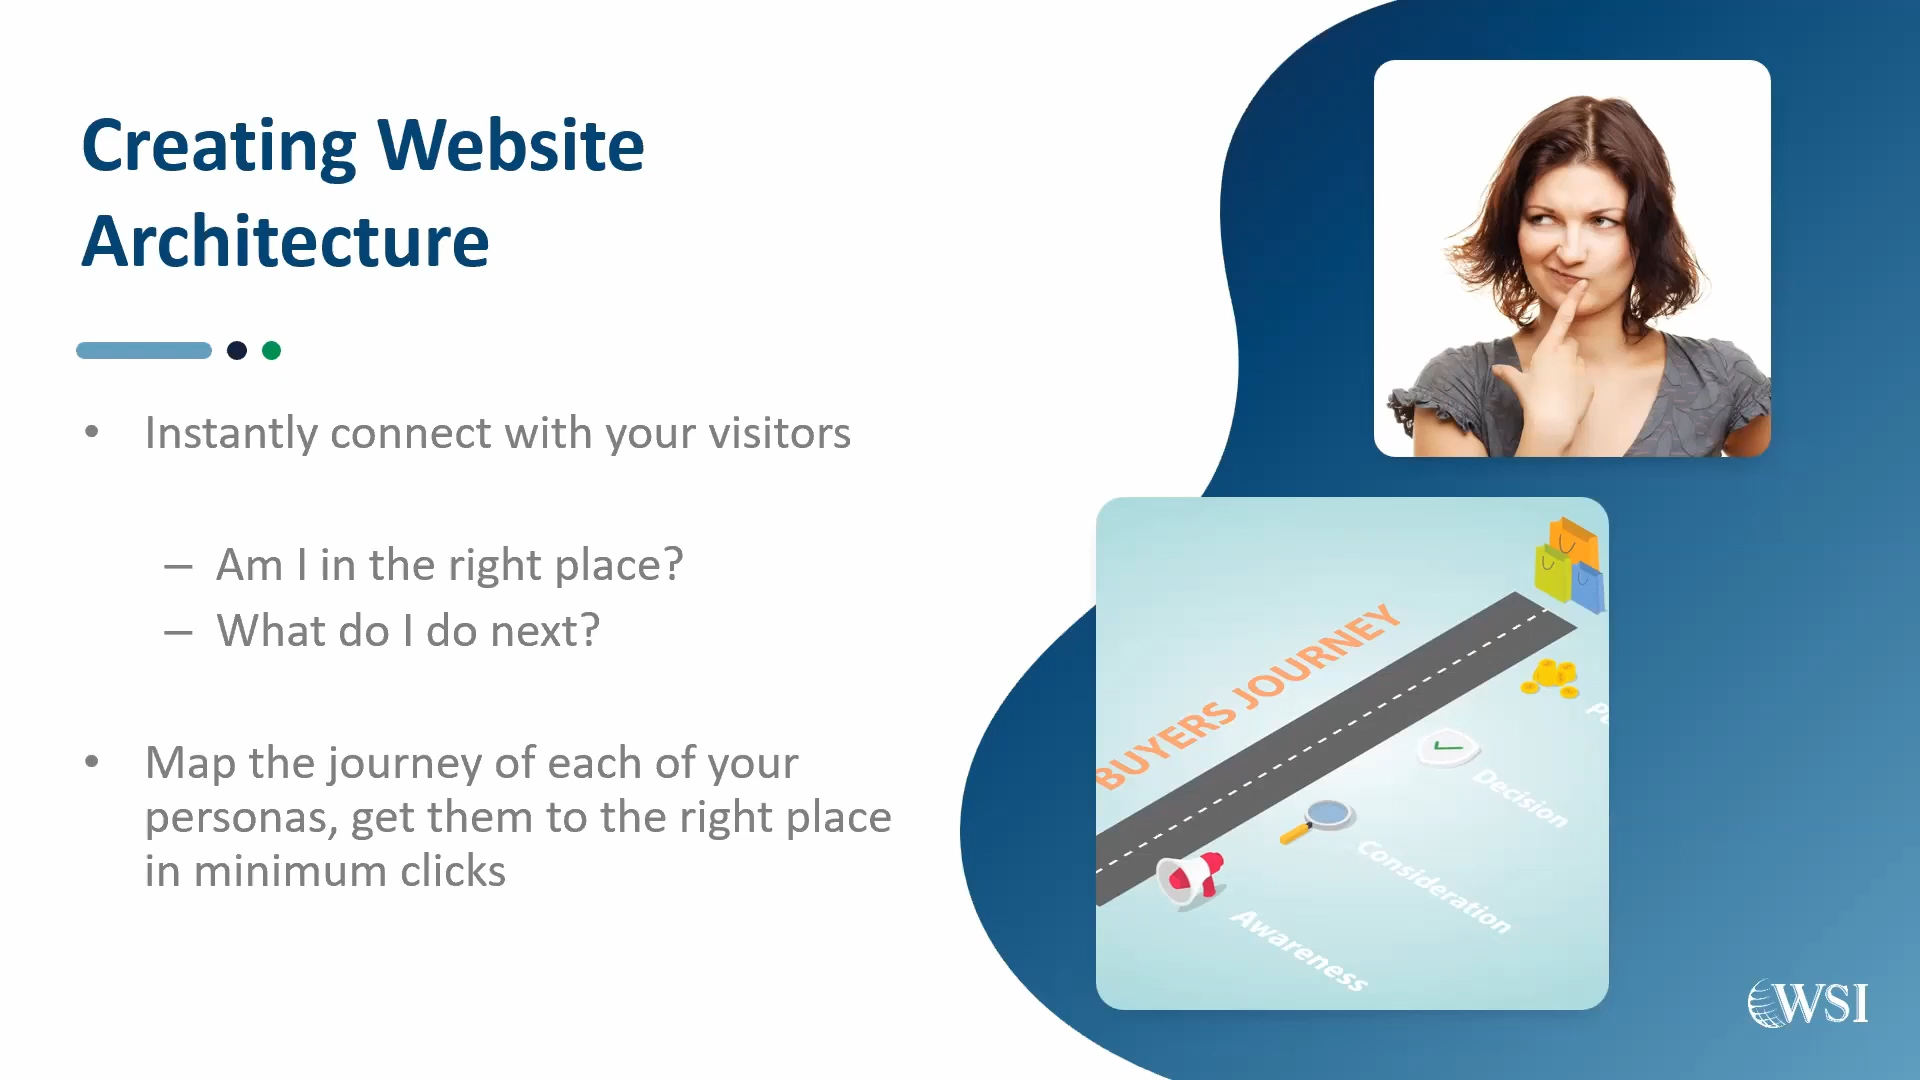 Creating Website
Architecture
• Instantly connect with your visitors
– Am I in the right place?
– What do I do next?
• Map the journey of each of your
personas, get them to the right place
in minimum clicks
BUYERS JOURNEY
Decision
Consideration
Awareness
WSI